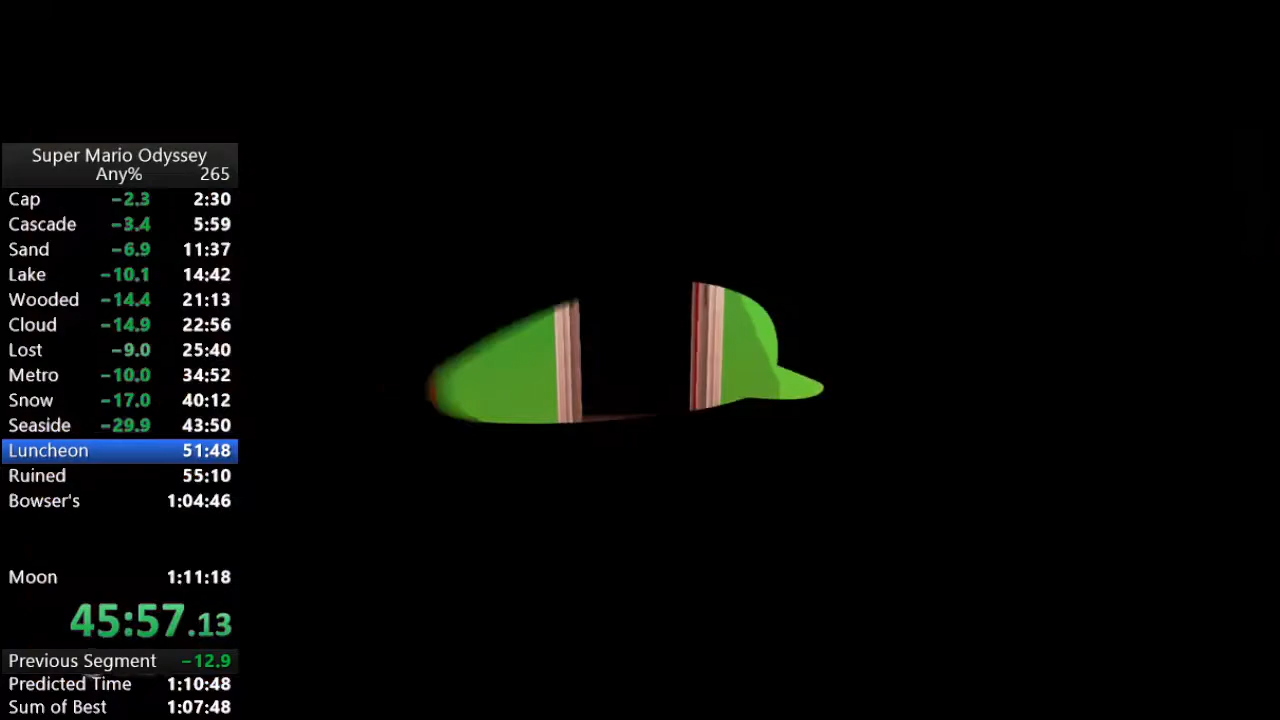 Super Mario Odyssey
Any% 265
Cap −2.3 2:30
Cascade −3.4 5:59
Sand −6.9 11:37
Lake −10.1 14:42
Wooded −14.4 21:13
Cloud −14.9 22:56
Lost −9.0 25:40
Metro −10.0 34:52
Snow −17.0 40:12
Seaside −29.9 43:50
Luncheon 51:48
Ruined 55:10
Bowser's 1:04:46
Moon 1:11:18
45:57.13
Previous Segment −12.9
Predicted Time 1:10:48
Sum of Best 1:07:48